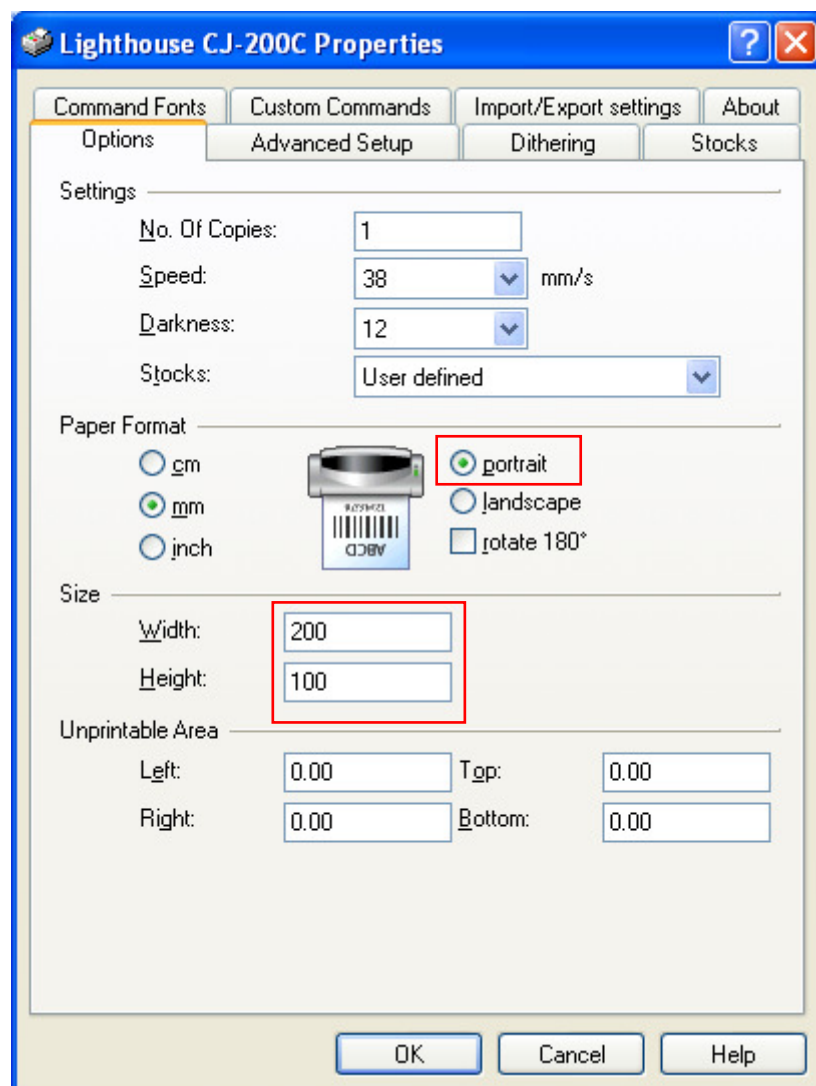 Lighthouse CJ-200C Properties
Command Fonts Custom Commands Import/Export settings About
Options Advanced Setup Dithering Stocks
Settings
No. Of Copies: 1
Speed: 38 mm/s
Darkness: 12
Stocks: User defined
Paper Format
cm portrait
mm landscape
inch rotate 180°
12345678
ABCD
Size
Width: 200
Height: 100
Unprintable Area
Left: 0.00 Top: 0.00
Right: 0.00 Bottom: 0.00
OK Cancel Help